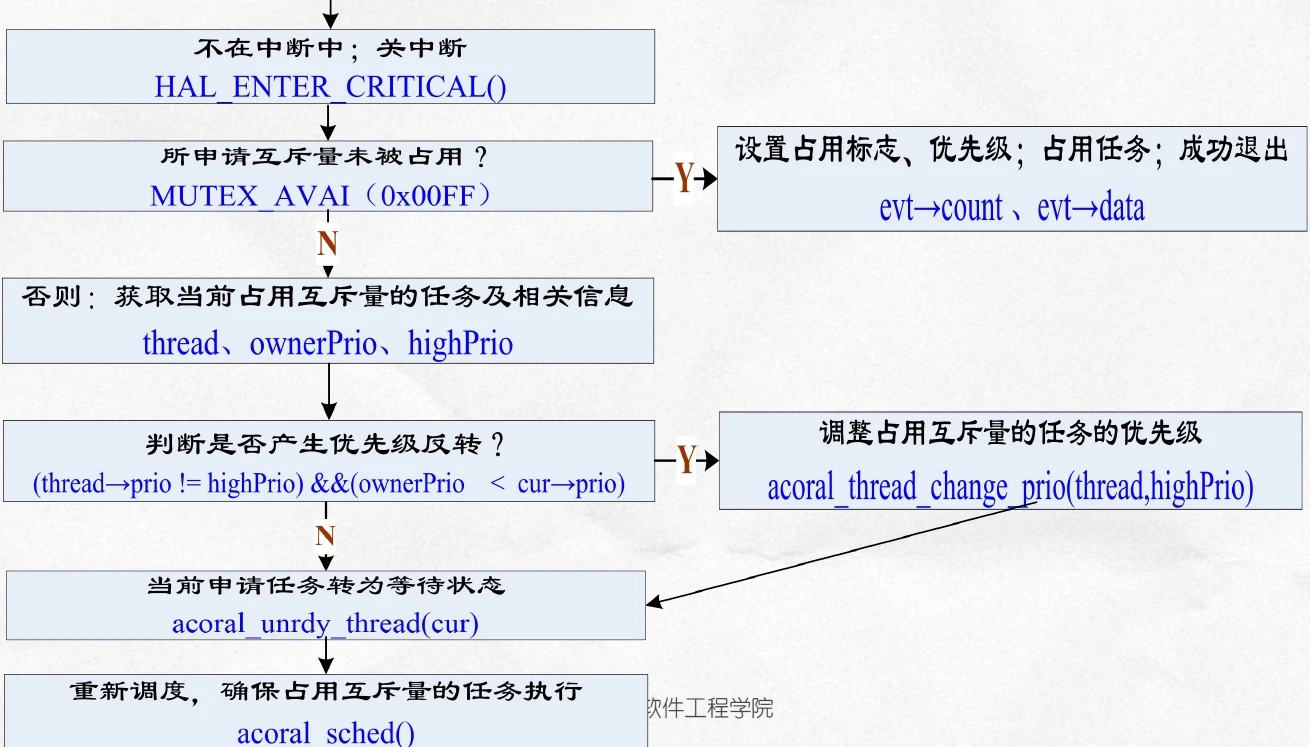 不在中断中；关中断
HAL_ENTER_CRITICAL()
所申请互斥量未被占用？
MUTEX_AVAI（0x00FF）
Y
设置占用标志、优先级；占用任务；成功退出
evt→count 、evt→data
N
否则：获取当前占用互斥量的任务及相关信息
thread、ownerPrio、highPrio
判断是否产生优先级反转？
(thread→prio != highPrio) &&(ownerPrio < cur→prio)
Y
调整占用互斥量的任务的优先级
acoral_thread_change_prio(thread,highPrio)
N
当前申请任务转为等待状态
acoral_unrdy_thread(cur)
重新调度，确保占用互斥量的任务执行
acoral_sched()
软件工程学院